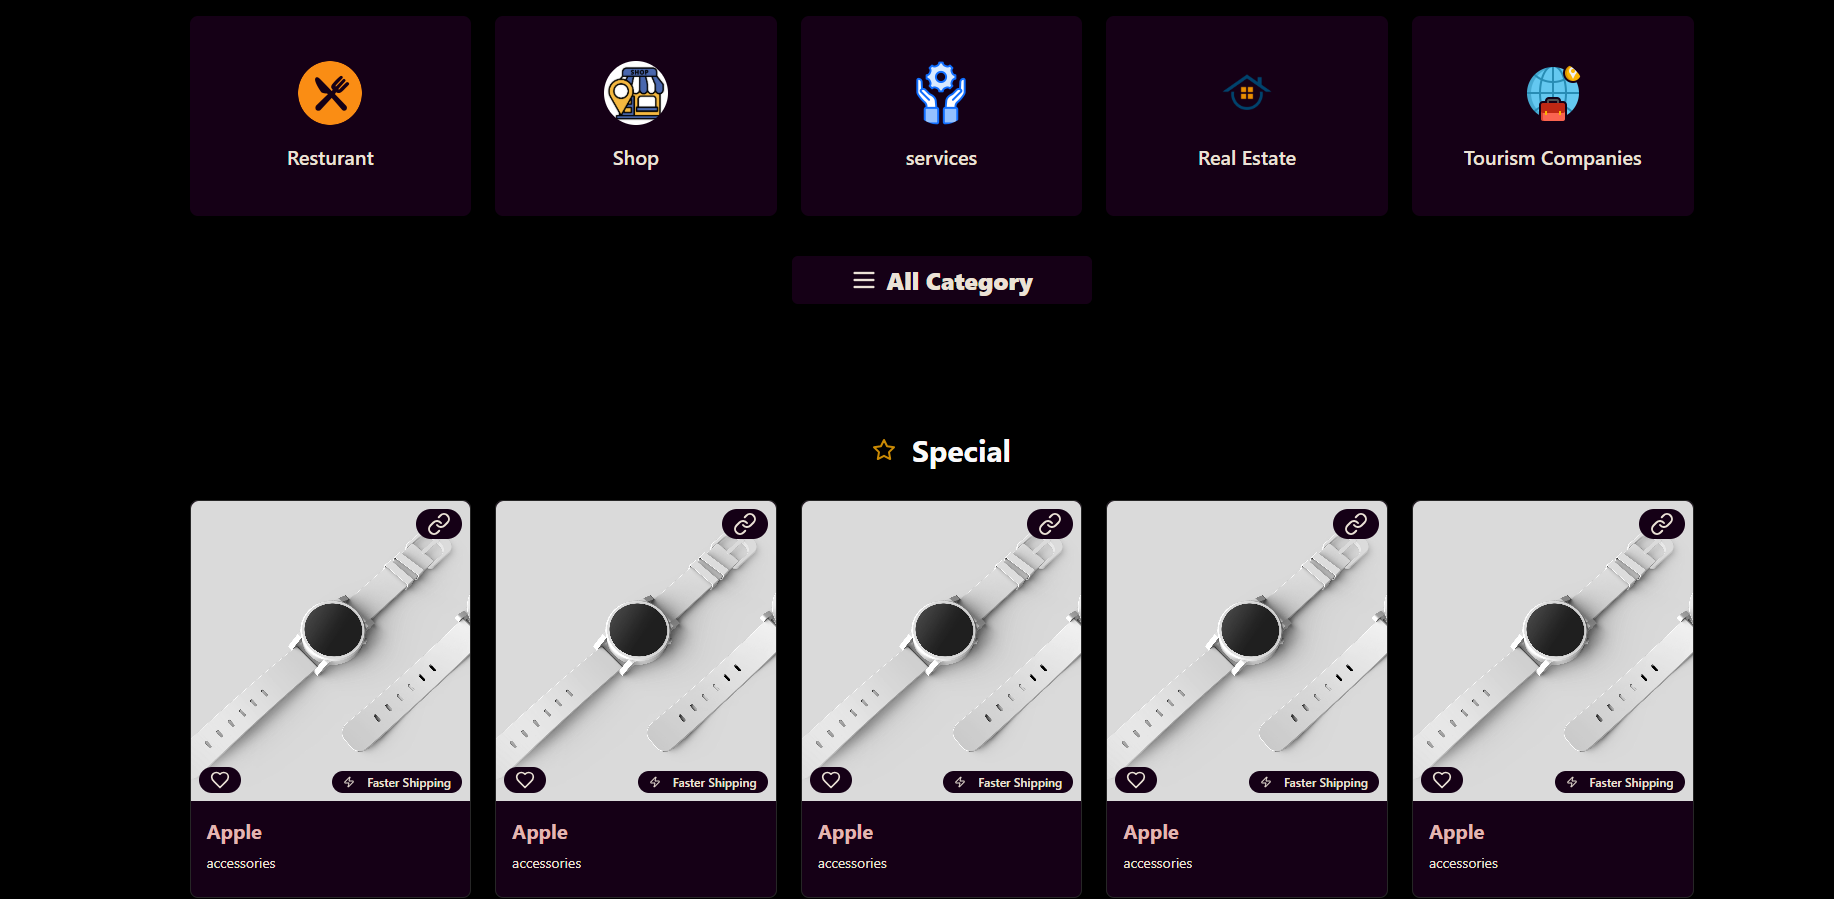 SHOP
Resturant
Shop
services
Real Estate
Tourism Companies
All Category
Special
Faster Shipping
Faster Shipping
Faster Shipping
Faster Shipping
Faster Shipping
Apple
Apple
Apple
Apple
Apple
accessories
accessories
accessories
accessories
accessories